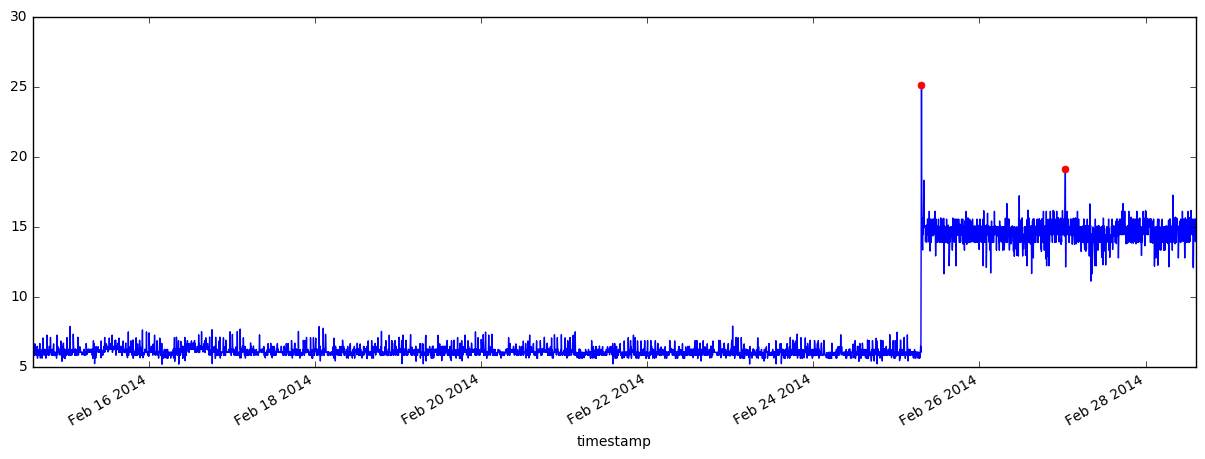 30
25
20
15
10
5
Feb 16 2014
Feb 18 2014
Feb 20 2014
Feb 22 2014
Feb 24 2014
Feb 26 2014
Feb 28 2014
timestamp